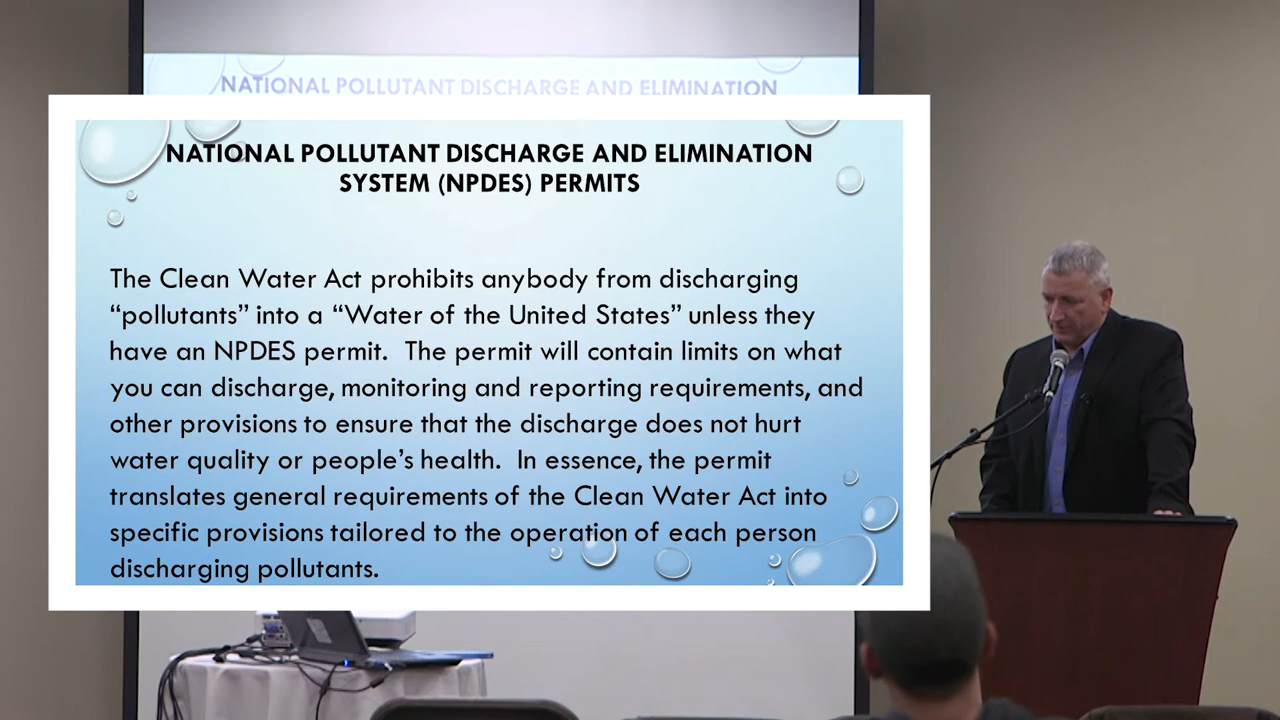 NATIONAL POLLUTANT DISCHARGE AND ELIMINATION
NATIONAL POLLUTANT DISCHARGE AND ELIMINATION
SYSTEM (NPDES) PERMITS
The Clean Water Act prohibits anybody from discharging
“pollutants” into a “Water of the United States” unless they
have an NPDES permit.  The permit will contain limits on what
you can discharge, monitoring and reporting requirements, and
other provisions to ensure that the discharge does not hurt
water quality or people’s health.  In essence, the permit
translates general requirements of the Clean Water Act into
specific provisions tailored to the operation of each person
discharging pollutants.